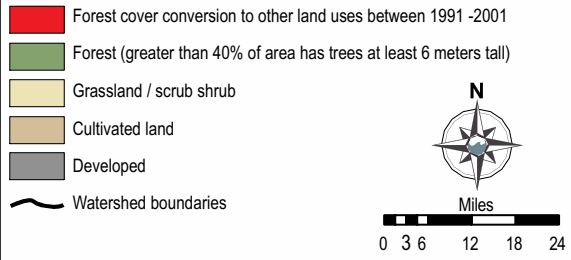 Forest cover conversion to other land uses between 1991 -2001
Forest (greater than 40% of area has trees at least 6 meters tall)
Grassland / scrub shrub
Cultivated land
Developed
Watershed boundaries
N
Miles
0 3 6 12 18 24